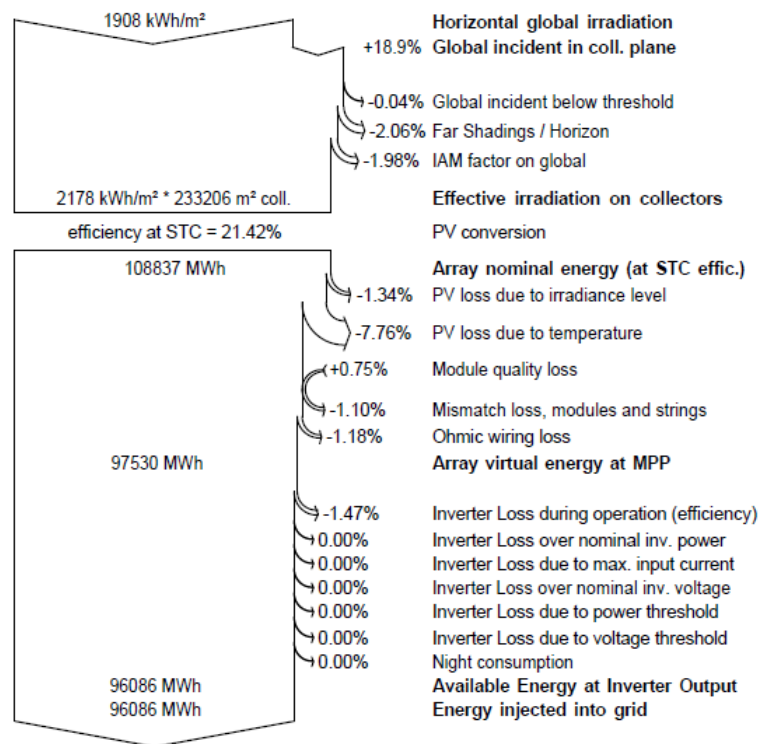 1908 kWh/m² Horizontal global irradiation
+18.9% Global incident in coll. plane
-0.04% Global incident below threshold
-2.06% Far Shadings / Horizon
-1.98% IAM factor on global
2178 kWh/m² * 233206 m² coll. Effective irradiation on collectors
efficiency at STC = 21.42% PV conversion
108837 MWh Array nominal energy (at STC effic.)
-1.34% PV loss due to irradiance level
-7.76% PV loss due to temperature
+0.75% Module quality loss
-1.10% Mismatch loss, modules and strings
-1.18% Ohmic wiring loss
97530 MWh Array virtual energy at MPP
-1.47% Inverter Loss during operation (efficiency)
0.00% Inverter Loss over nominal inv. power
0.00% Inverter Loss due to max. input current
0.00% Inverter Loss over nominal inv. voltage
0.00% Inverter Loss due to power threshold
0.00% Inverter Loss due to voltage threshold
0.00% Night consumption
96086 MWh Available Energy at Inverter Output
96086 MWh Energy injected into grid